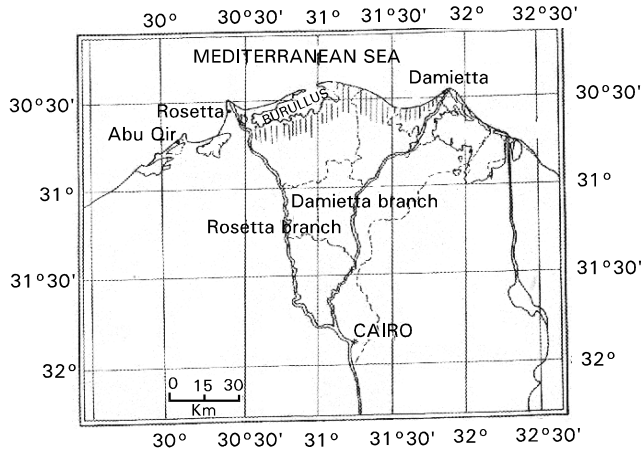 30° 30°30' 31° 31°30' 32° 32°30'
MEDITERRANEAN SEA
Damietta
30°30' 30°30'
Rosetta
BURULLUS
Abu Qir
31° 31°
Damietta branch
Rosetta branch
31°30' 31°30'
CAIRO
32° 32°
0 15 30
Km
30° 30°30' 31° 31°30' 32° 32°30'